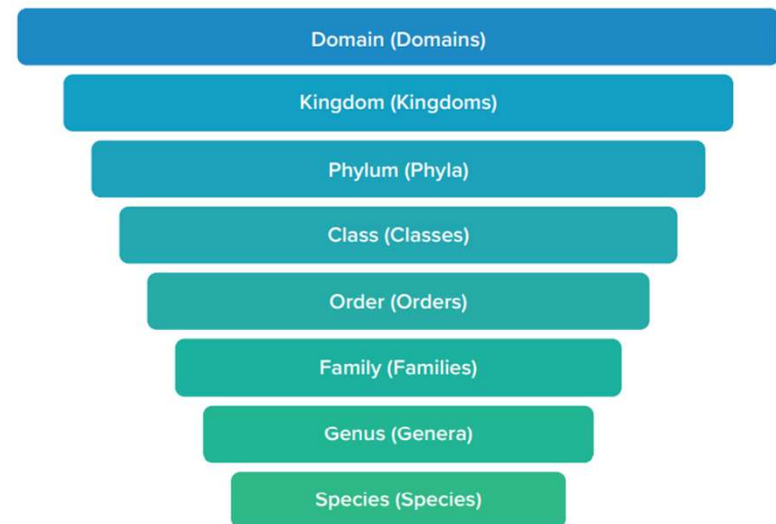 Domain (Domains)
Kingdom (Kingdoms)
Phylum (Phyla)
Class (Classes)
Order (Orders)
Family (Families)
Genus (Genera)
Species (Species)